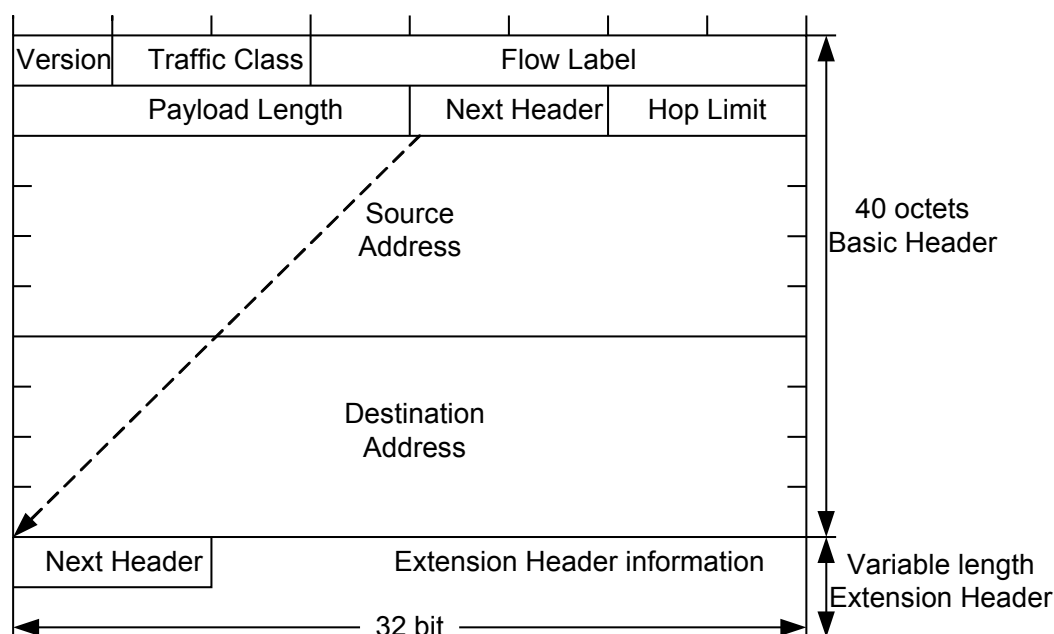 Version Traffic Class Flow Label
Payload Length Next Header Hop Limit
Source
Address
40 octets
Basic Header
Destination
Address
Next Header Extension Header information
Variable length
Extension Header
32 bit